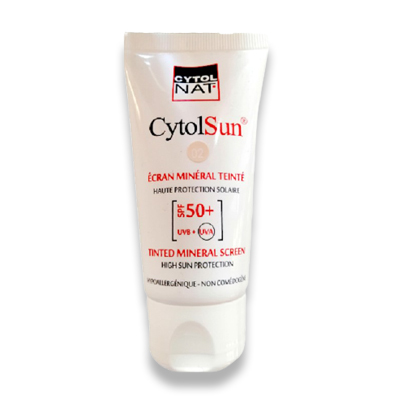 CYTOL
NAT®
CytolSun®
02
ÉCRAN MINÉRAL TEINTÉ
HAUTE PROTECTION SOLAIRE
SPF 50+
UVB + UVA
TINTED MINERAL SCREEN
HIGH SUN PROTECTION
HYPOALLERGÉNIQUE - NON COMÉDOGÈNE